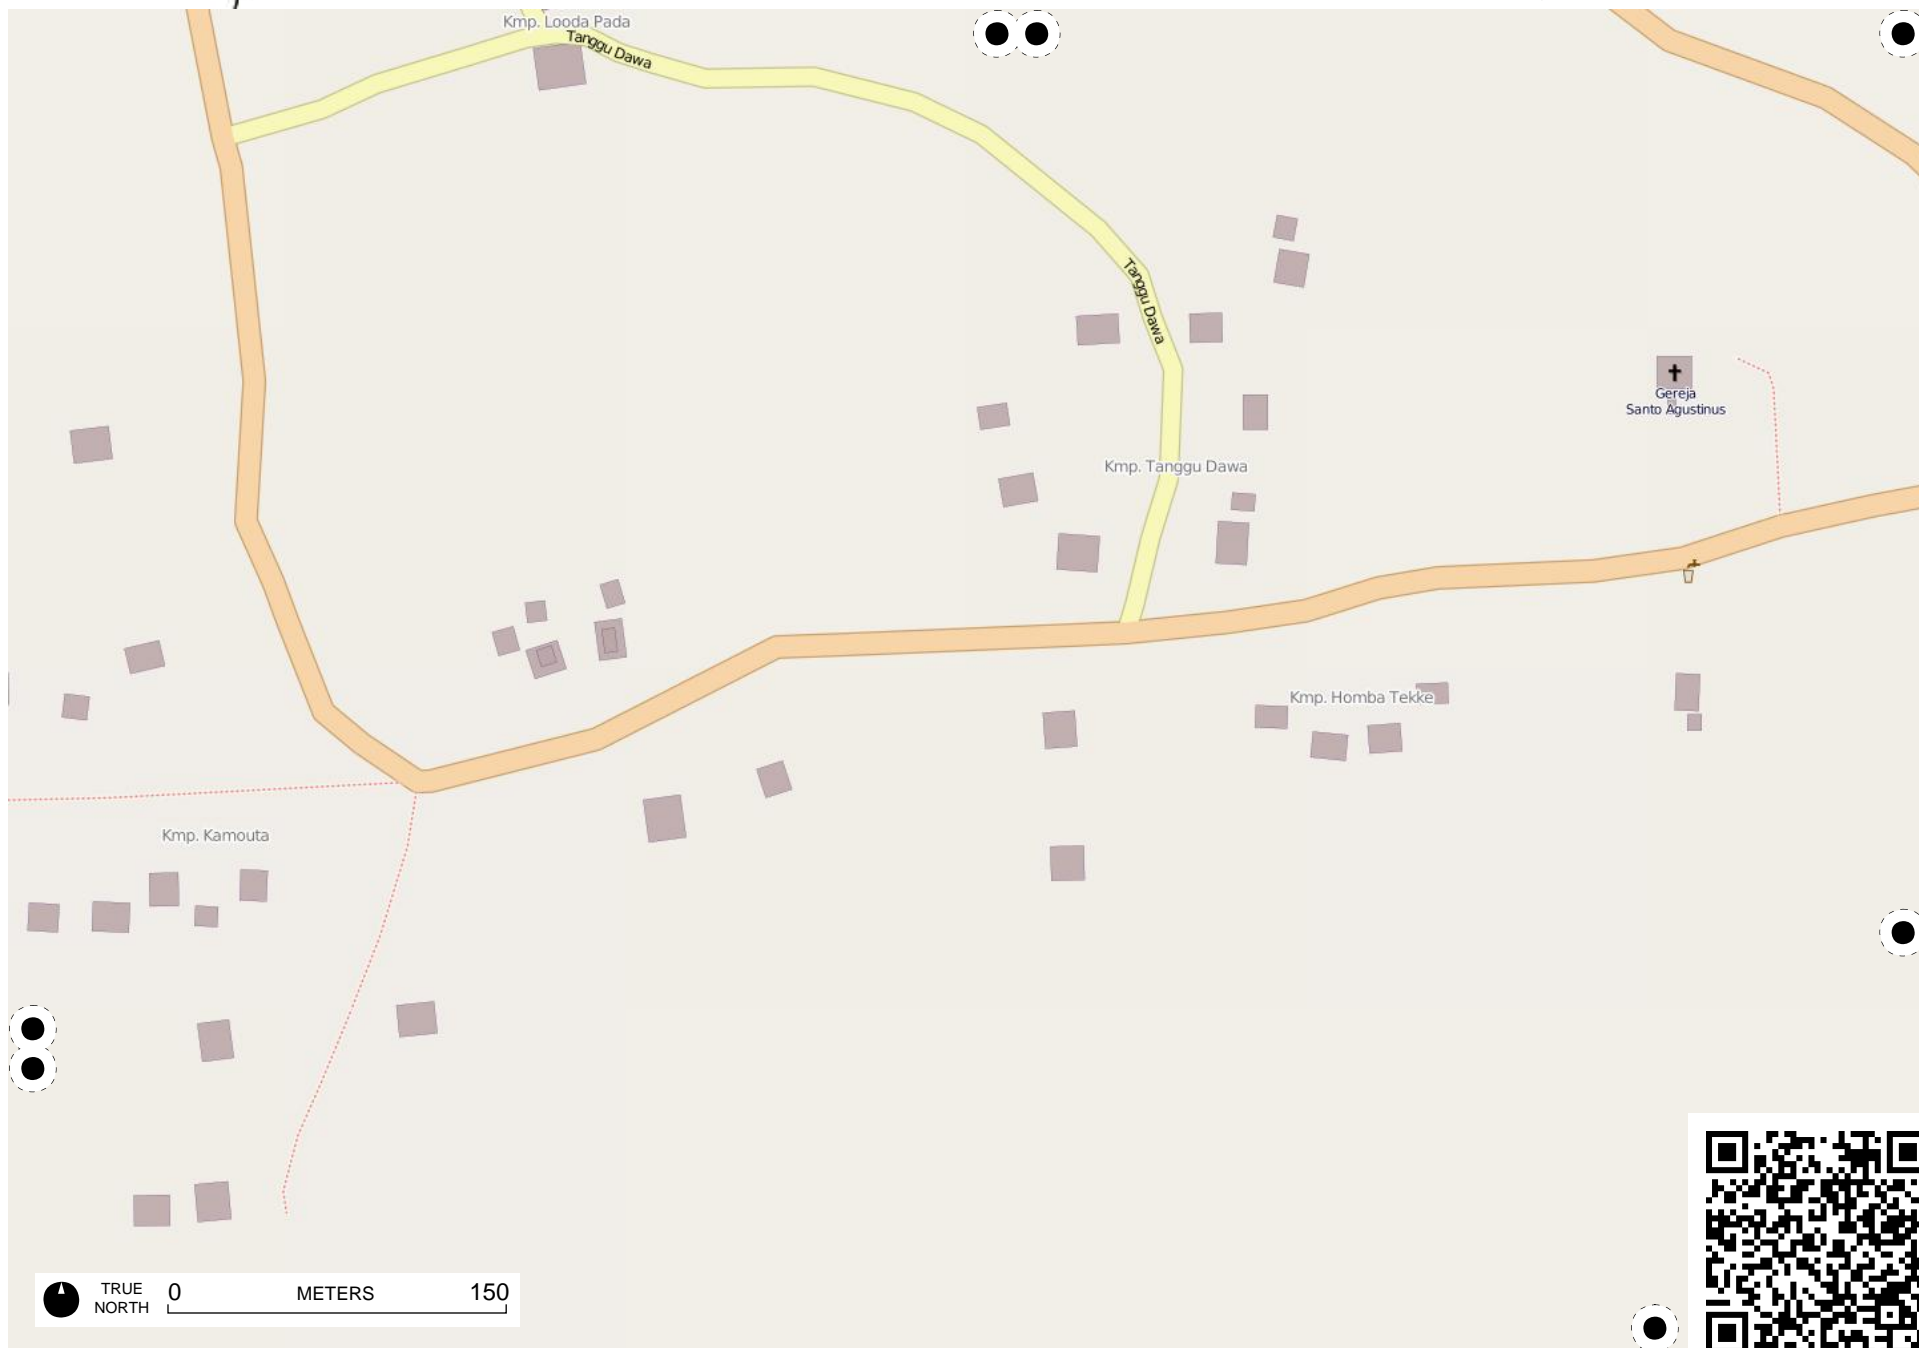 Kmp. Looda Pada
Tanggu Dawa
Tanggu Dawa
Gereja
Santo Agustinus
Kmp. Tanggu Dawa
Kmp. Homba Tekke
Kmp. Kamouta
TRUE
NORTH
0 METERS 150